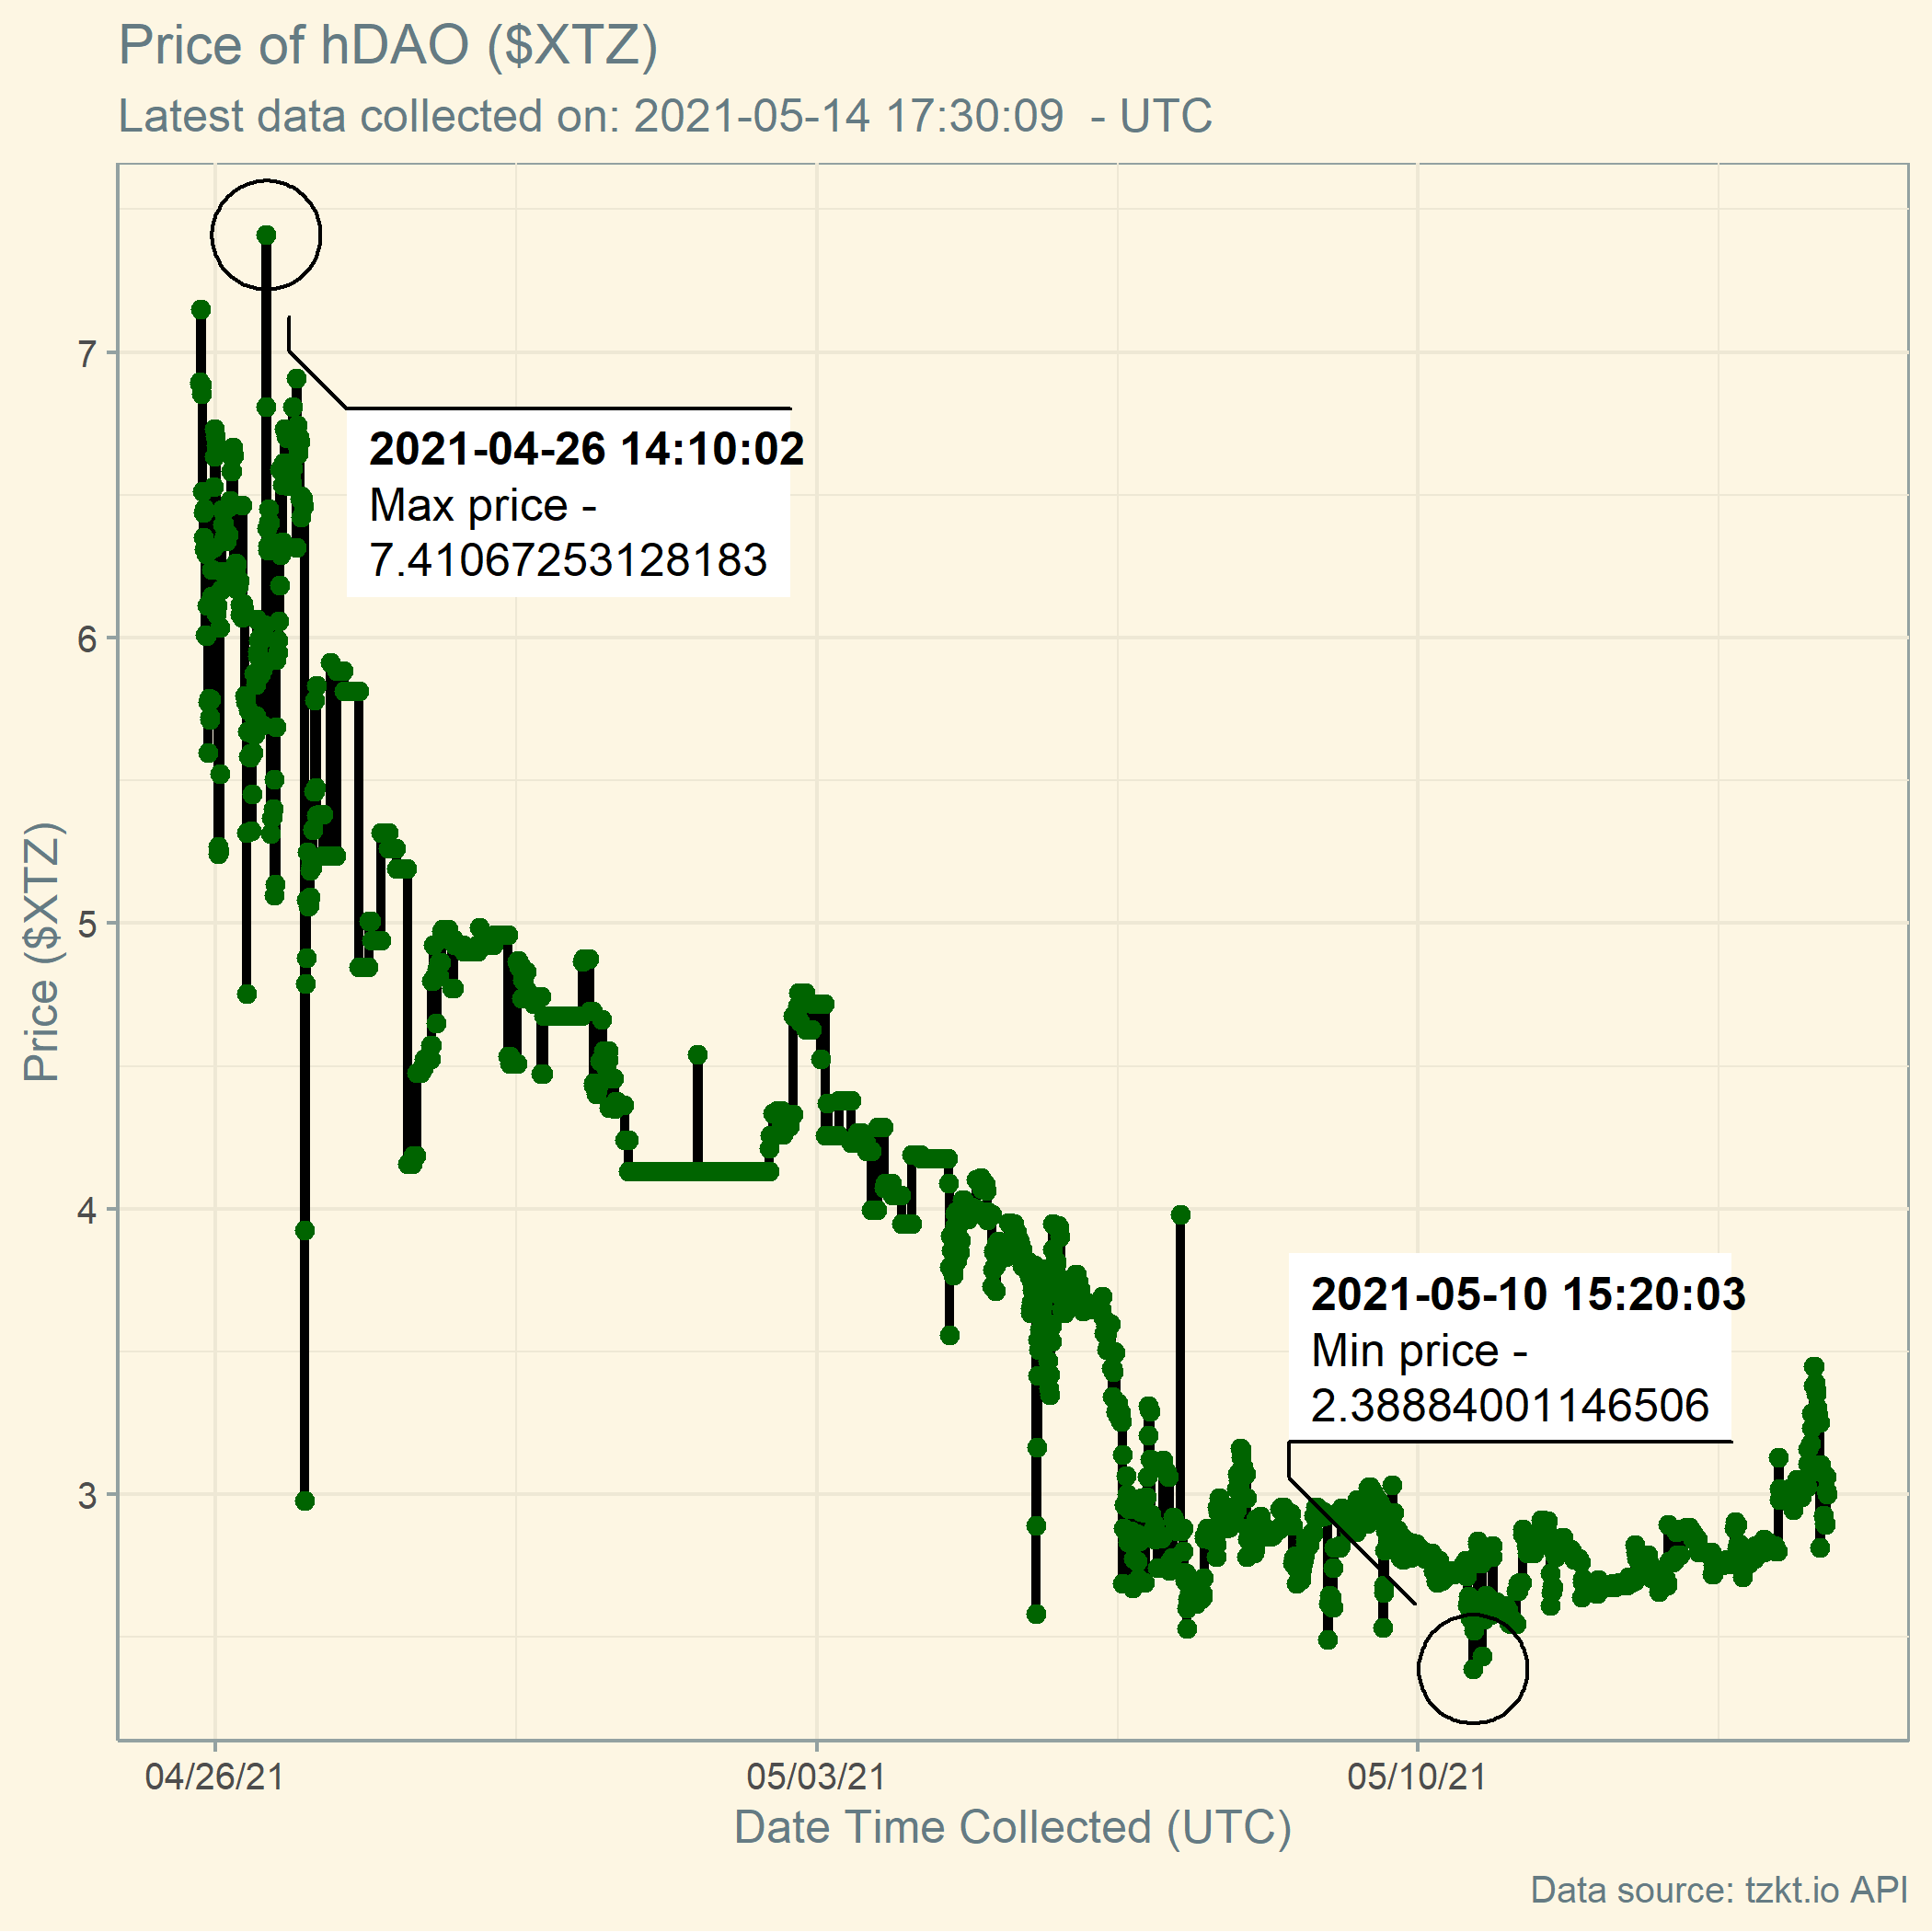 Price of hDAO ($XTZ)
Latest data collected on: 2021-05-14 17:30:09  - UTC
7
6
5
4
3
Price ($XTZ)
2021-04-26 14:10:02
Max price -
7.41067253128183
2021-05-10 15:20:03
Min price -
2.38884001146506
04/26/21
05/03/21
05/10/21
Date Time Collected (UTC)
Data source: tzkt.io API